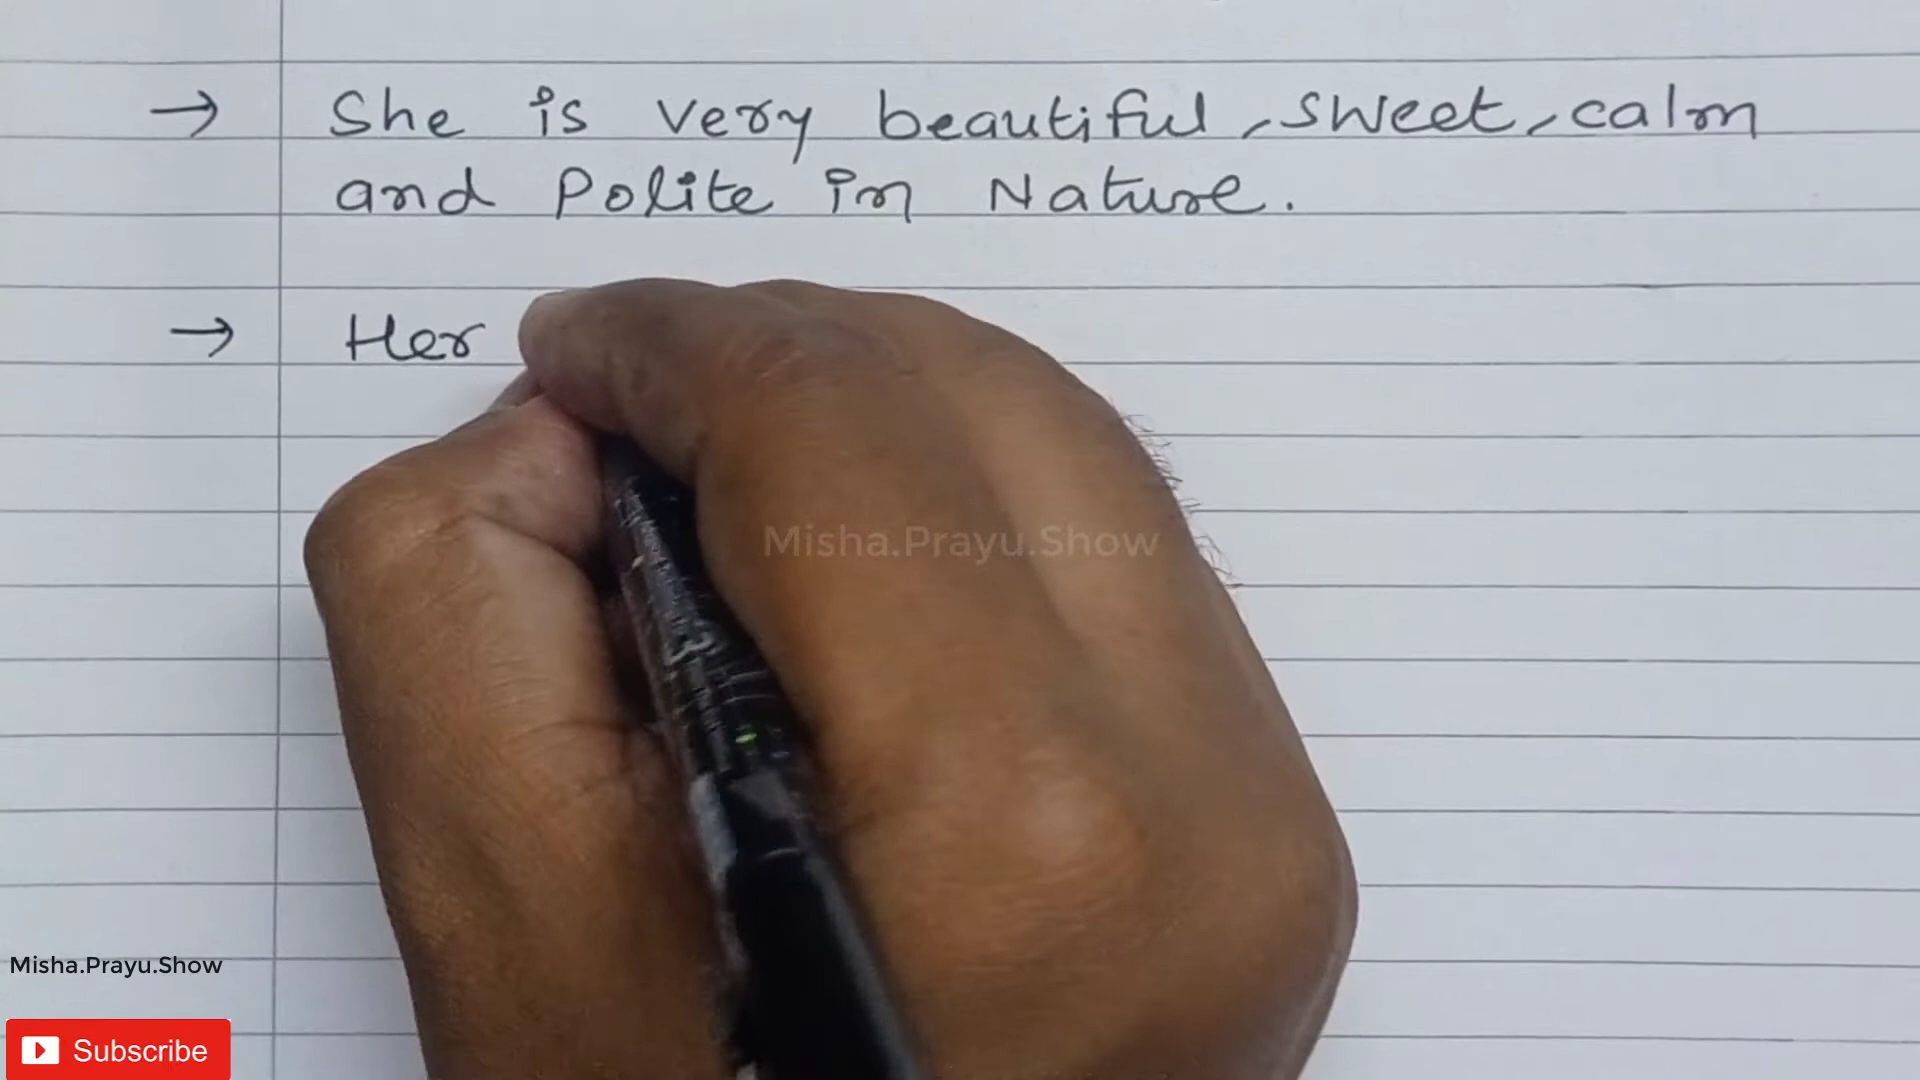 → She is very beautiful, sweet, calm
and Polite in Nature.
→ Her
Misha.Prayu.Show
Misha.Prayu.Show
Subscribe